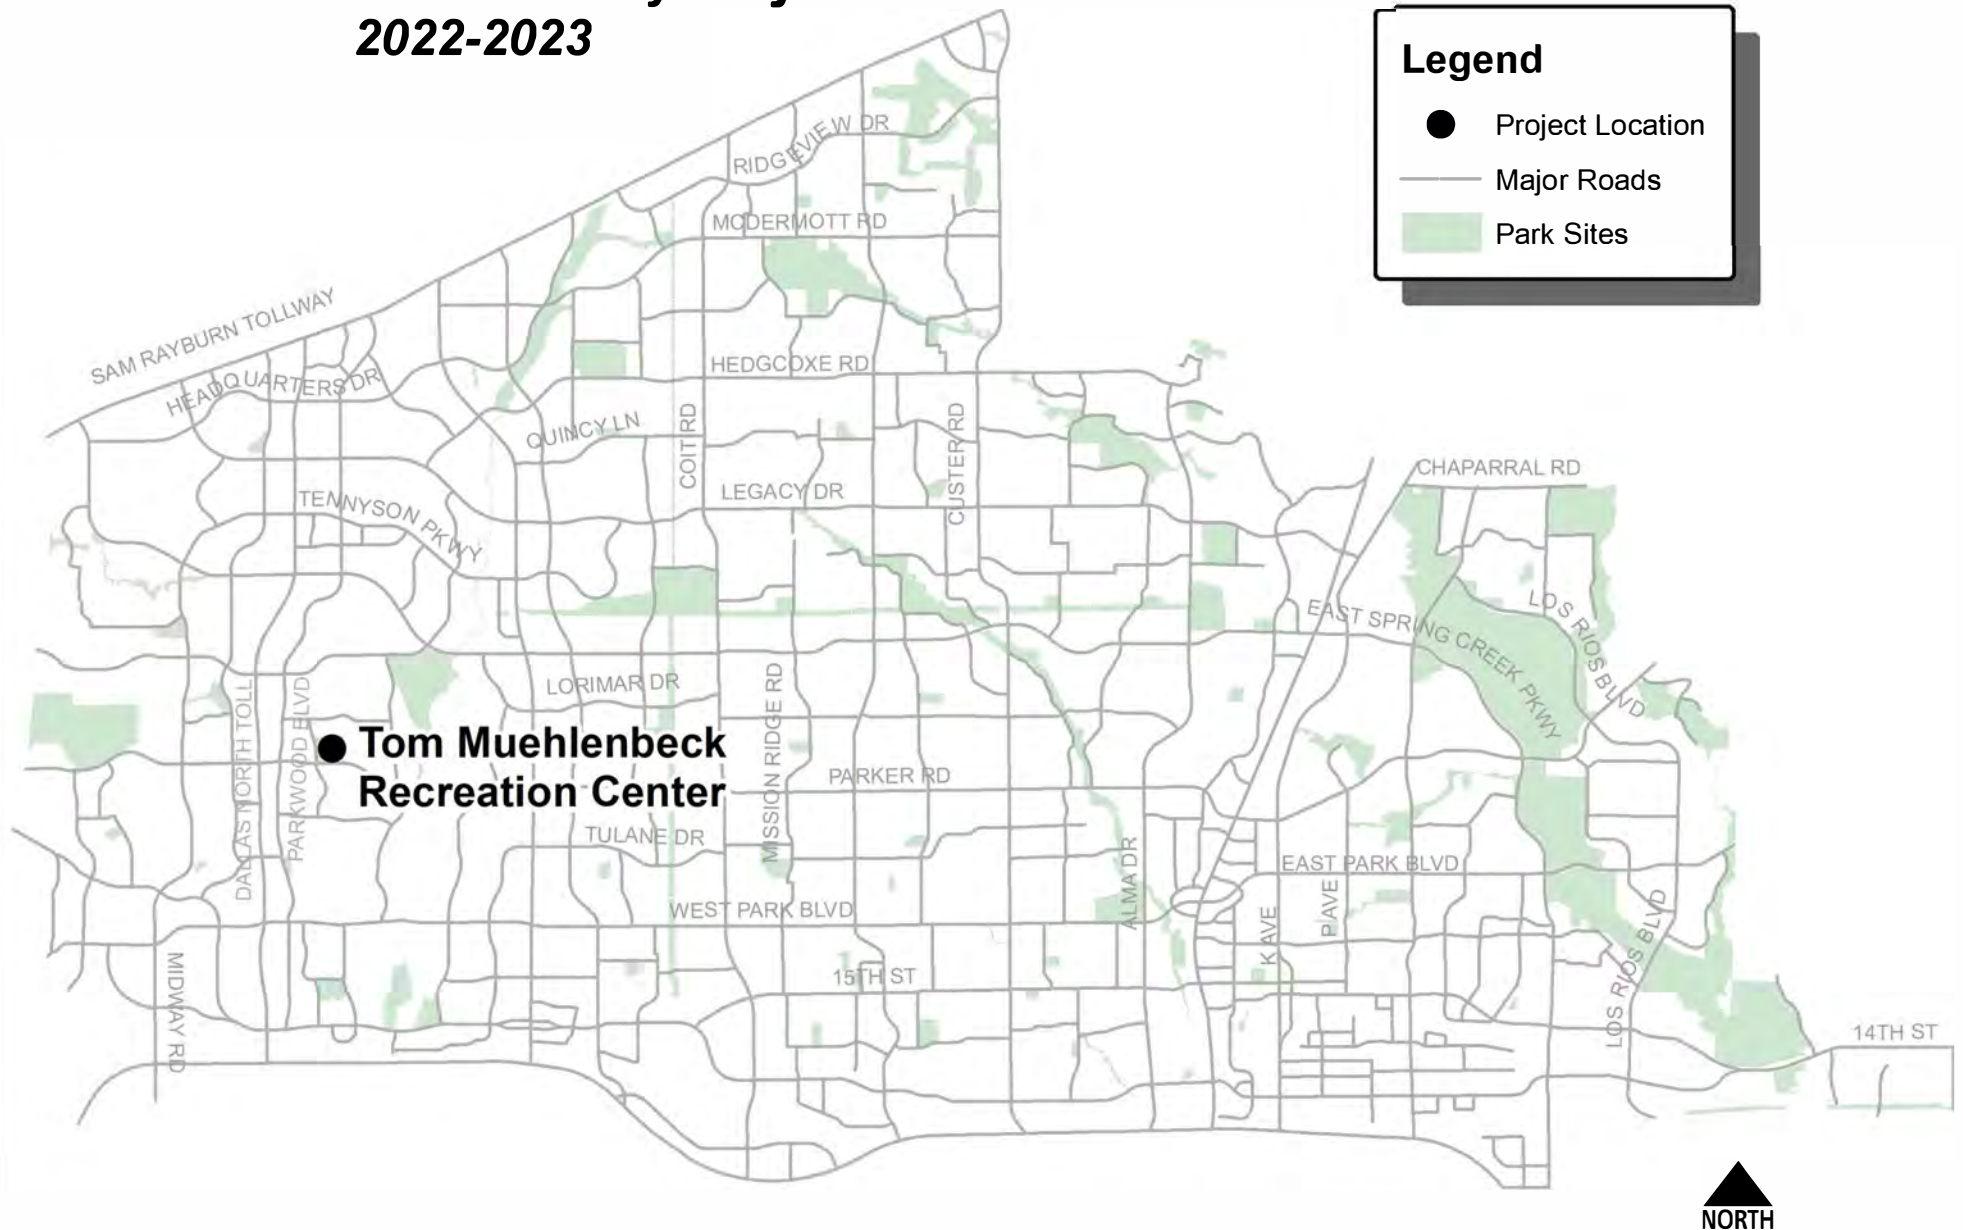 2022-2023
Legend
Project Location
Major Roads
Park Sites
RIDGEVIEW DR
MCDERMOTT RD
SAM RAYBURN TOLLWAY
HEADQUARTERS DR
HEDGCOXE RD
QUINCY LN
COIT RD
CUSTER RD
LEGACY DR
CHAPARRAL RD
TENNYSON PKWY
EAST SPRING CREEK PKWY
LOS RIOS BLVD
LORIMAR DR
DALLAS NORTH TOLL
PARKWOOD BLVD
MISSION RIDGE RD
Tom Muehlenbeck
Recreation Center
PARKER RD
TULANE DR
ALMA DR
EAST PARK BLVD
WEST PARK BLVD
K AVE
P AVE
LOS RIOS BLVD
MIDWAY RD
15TH ST
14TH ST
NORTH